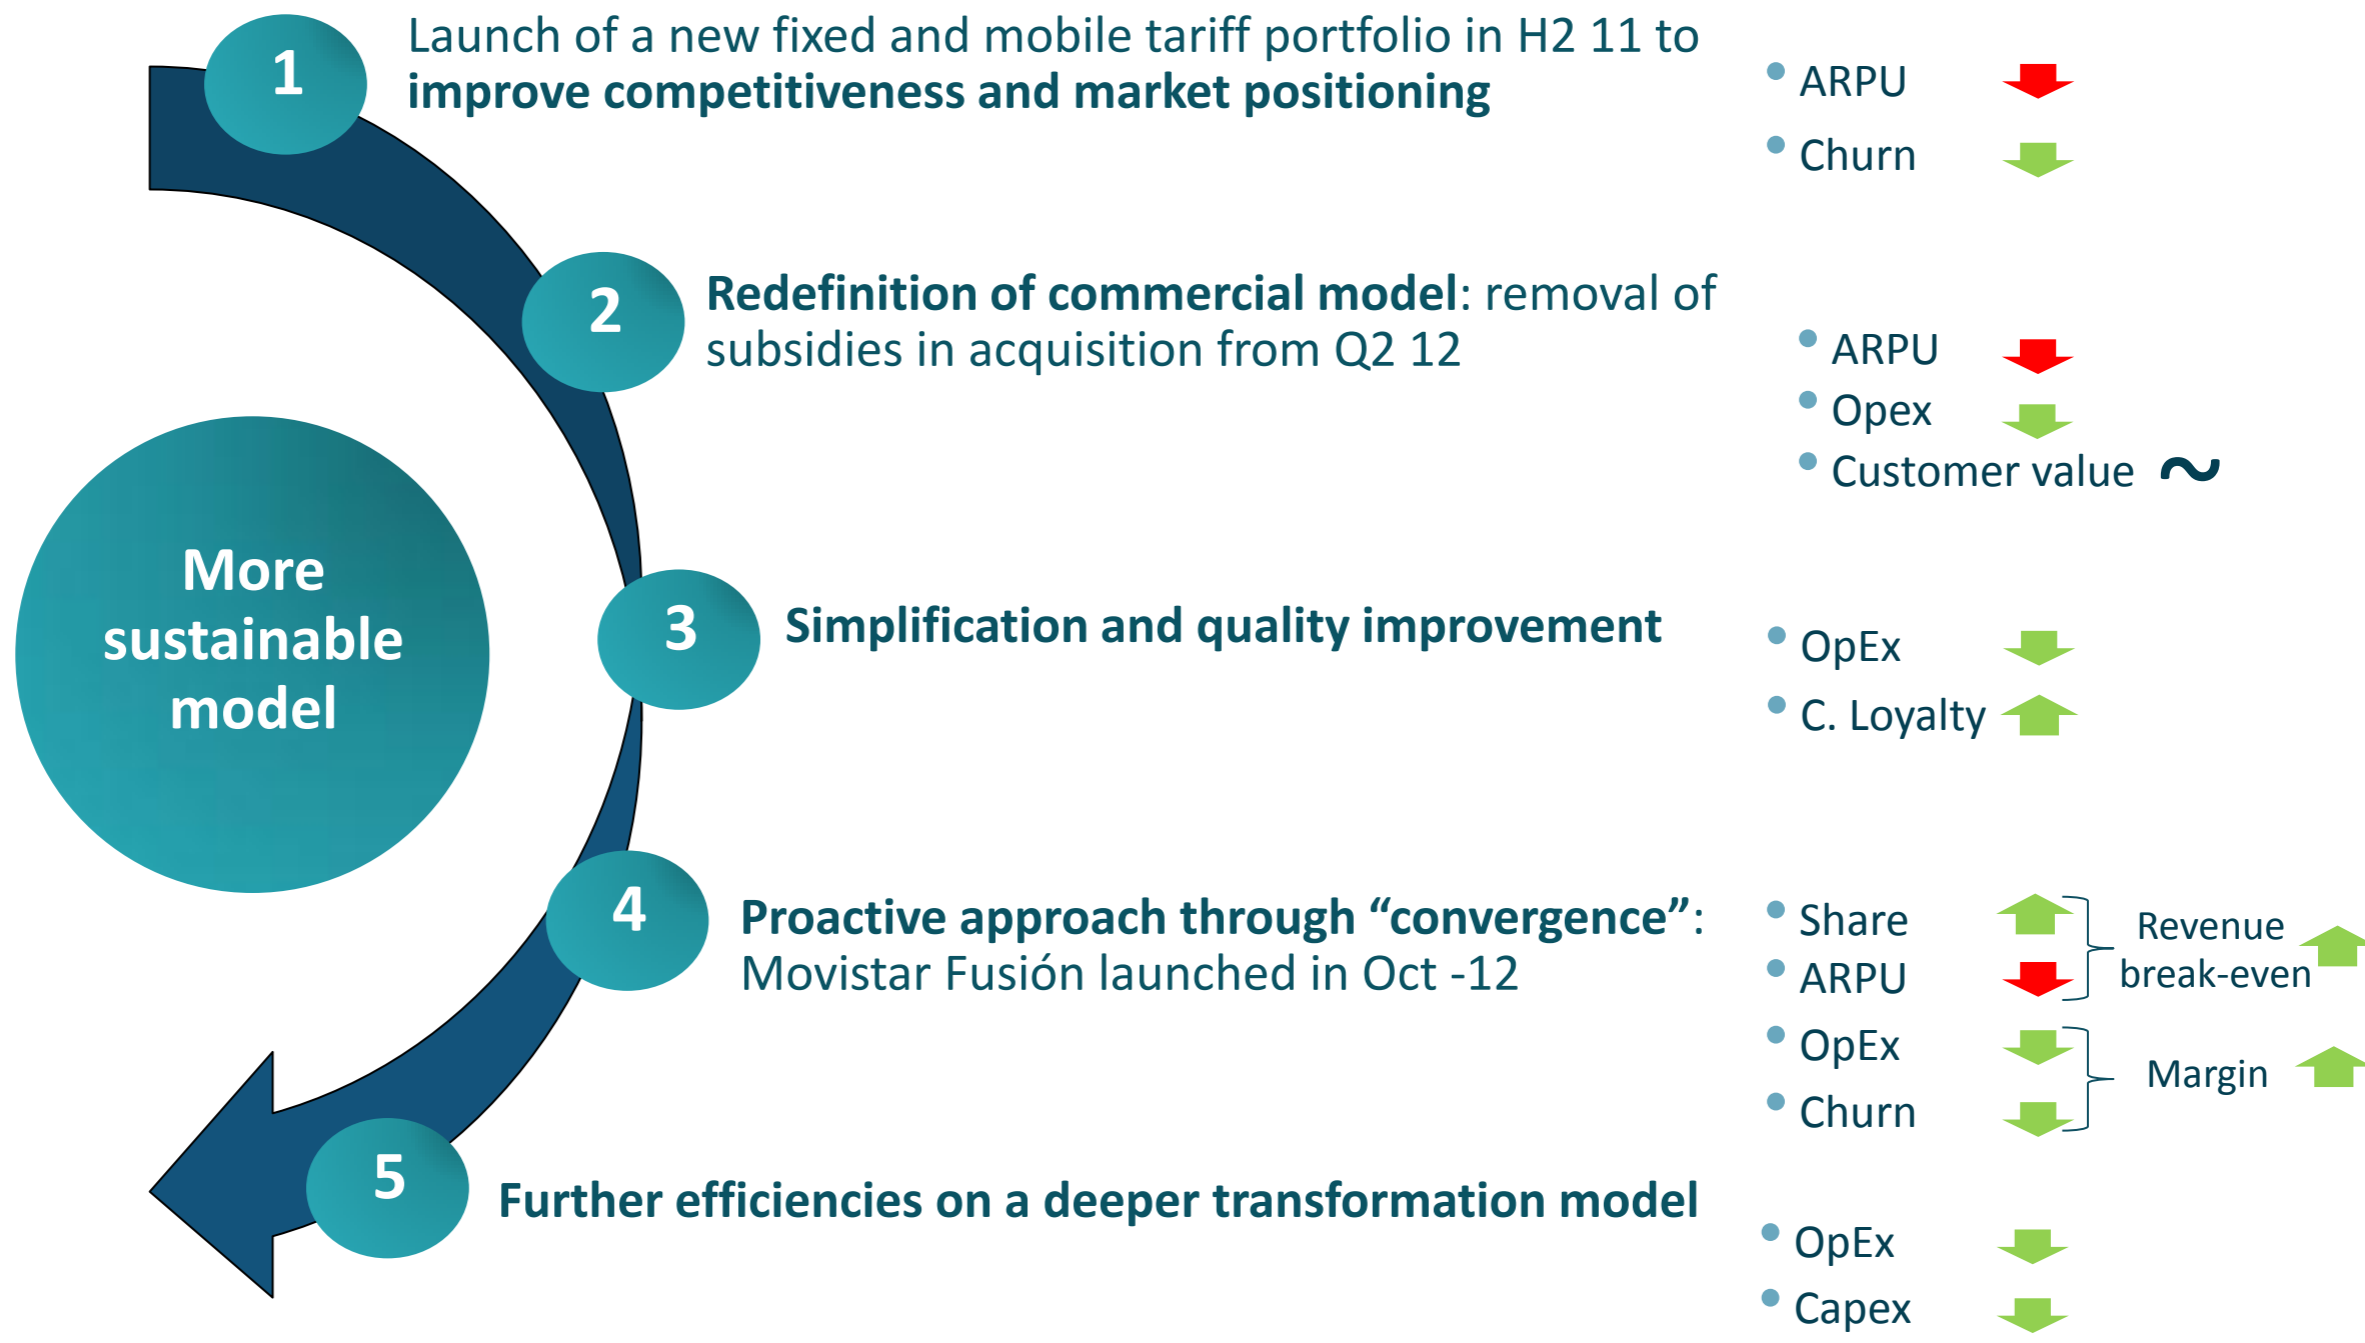 1
Launch of a new fixed and mobile tariff portfolio in H2 11 to
improve competitiveness and market positioning
• ARPU
• Churn
2
Redefinition of commercial model: removal of
subsidies in acquisition from Q2 12
• ARPU
• Opex
• Customer value ~
More
sustainable
model
3
Simplification and quality improvement
• OpEx
• C. Loyalty
4
Proactive approach through “convergence”:
Movistar Fusión launched in Oct -12
• Share
• ARPU
Revenue
break-even
• OpEx
• Churn
Margin
5
Further efficiencies on a deeper transformation model
• OpEx
• Capex